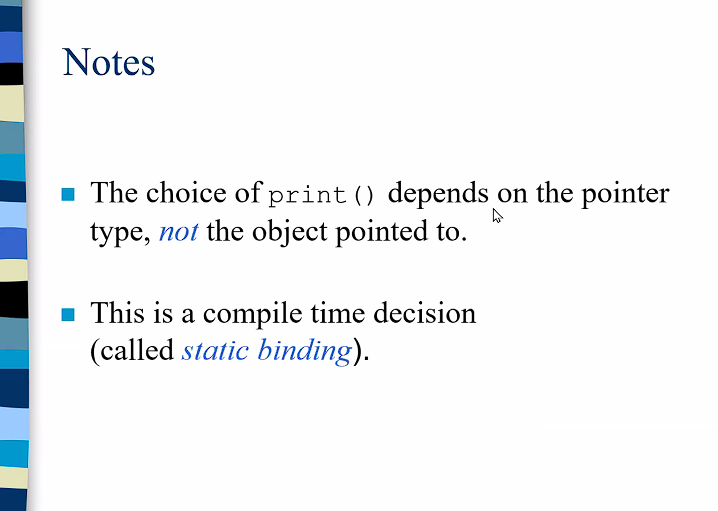 Notes
The choice of print() depends on the pointer
type, not the object pointed to.
This is a compile time decision
(called static binding).